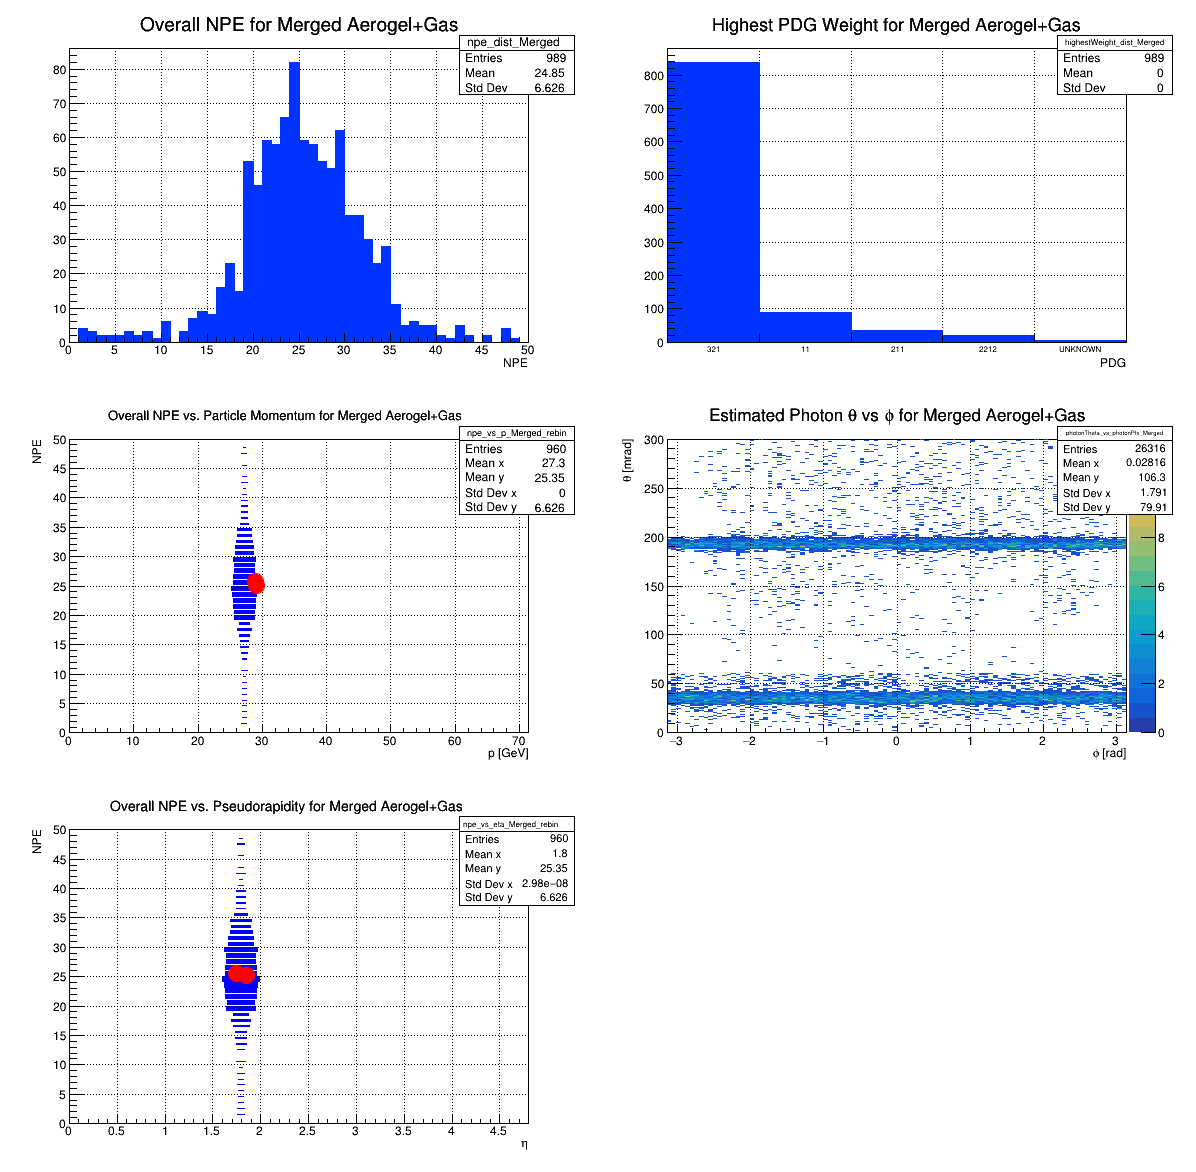 Overall NPE for Merged Aerogel+Gas
npe_dist_Merged
Entries 989
Mean 24.85
Std Dev 6.626
80
70
60
50
40
30
20
10
0
0 5 10 15 20 25 30 35 40 45 50
NPE
Highest PDG Weight for Merged Aerogel+Gas
highestWeight_dist_Merged
Entries 989
Mean 0
Std Dev 0
800
700
600
500
400
300
200
100
0
321 11 211 2212 UNKNOWN
PDG
Overall NPE vs. Particle Momentum for Merged Aerogel+Gas
npe_vs_p_Merged_rebin
Entries 960
Mean x 27.3
Mean y 25.35
Std Dev x 0
Std Dev y 6.626
NPE
50
45
40
35
30
25
20
15
10
5
0
0 10 20 30 40 50 60 70
p [GeV]
Estimated Photon θ vs ϕ for Merged Aerogel+Gas
photonTheta_vs_photonPhi_Merged
Entries 26316
Mean x 0.02816
Mean y 106.3
Std Dev x 1.791
Std Dev y 79.91
θ [mrad]
300
250
200
150
100
50
0
−3 −2 −1 0 1 2 3
ϕ [rad]
8
6
4
2
0
Overall NPE vs. Pseudorapidity for Merged Aerogel+Gas
npe_vs_eta_Merged_rebin
Entries 960
Mean x 1.8
Mean y 25.35
Std Dev x 2.98e−08
Std Dev y 6.626
NPE
50
45
40
35
30
25
20
15
10
5
0
0 0.5 1 1.5 2 2.5 3 3.5 4 4.5
η